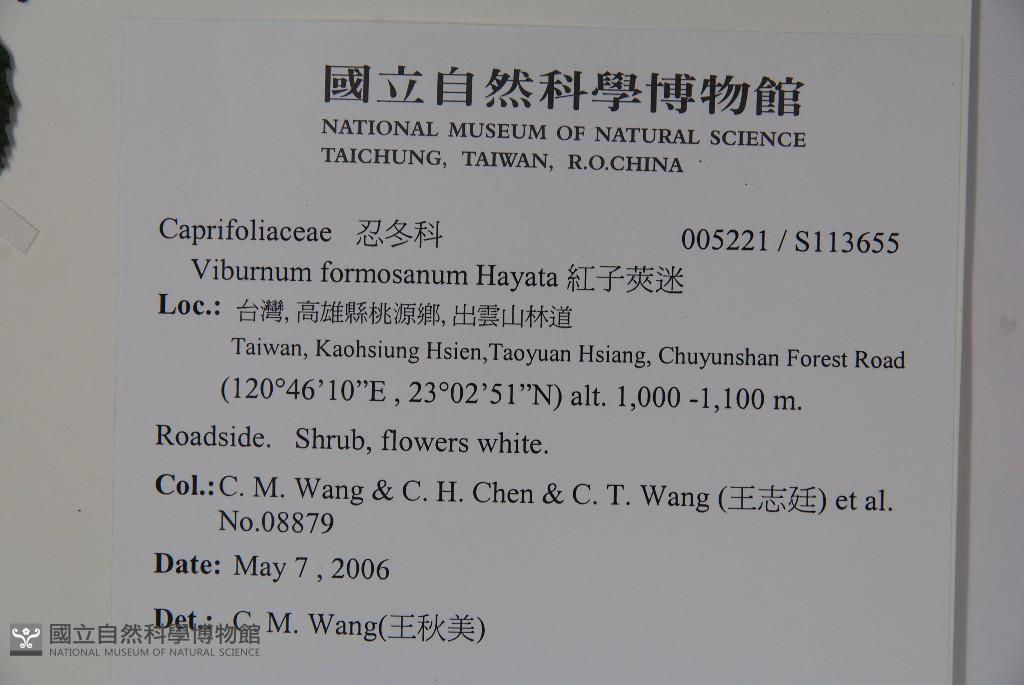 國立自然科學博物館
NATIONAL MUSEUM OF NATURAL SCIENCE
TAICHUNG, TAIWAN, R.O.CHINA
Caprifoliaceae 忍冬科 005221 / S113655
Viburnum formosanum Hayata 紅子莢迷
Loc.: 台灣, 高雄縣桃源鄉, 出雲山林道
Taiwan, Kaohsiung Hsien,Taoyuan Hsiang, Chuyunshan Forest Road
(120°46’10”E , 23°02’51”N) alt. 1,000 -1,100 m.
Roadside. Shrub, flowers white.
Col.: C. M. Wang & C. H. Chen & C. T. Wang (王志廷) et al.
No.08879
Date: May 7 , 2006
Det.: C. M. Wang(王秋美)
國立自然科學博物館
NATIONAL MUSEUM OF NATURAL SCIENCE